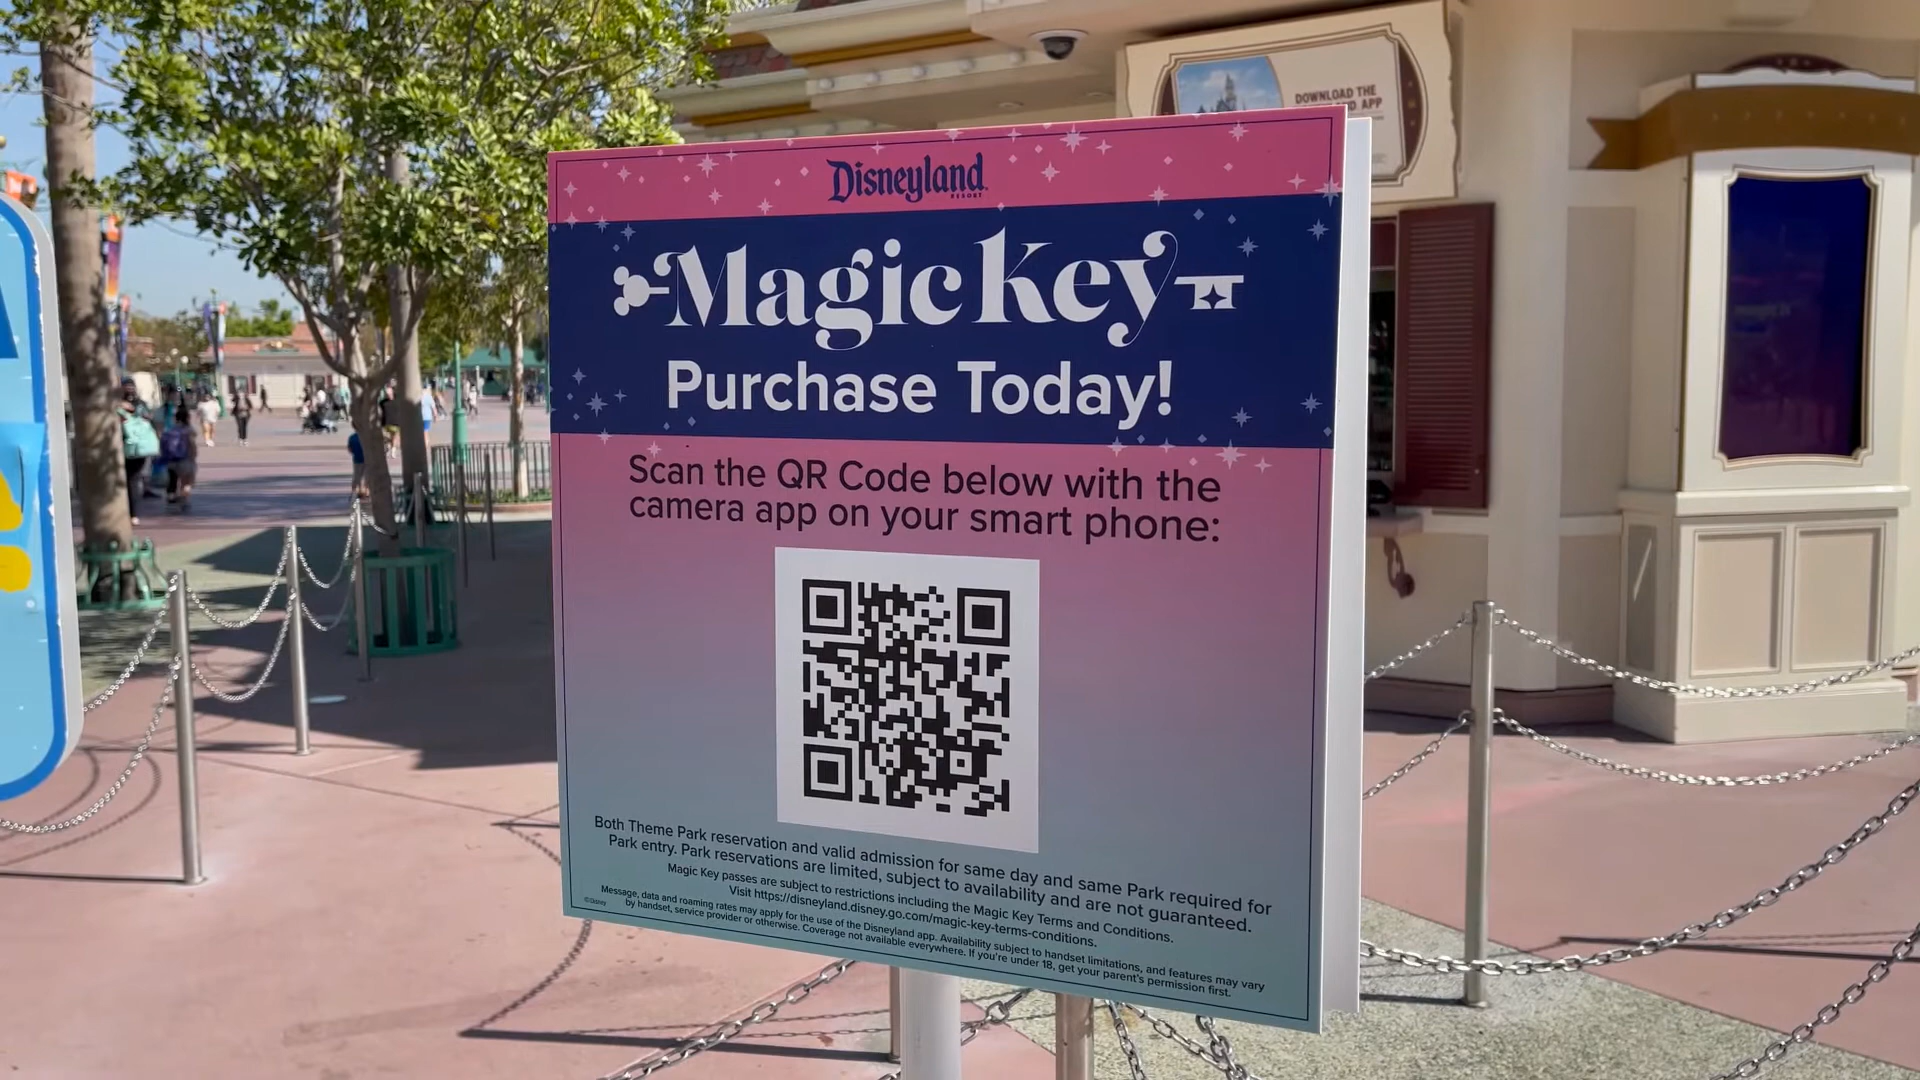 DOWNLOAD THE
APP
Disneyland
RESORT
Magic Key
Purchase Today!
Scan the QR Code below with the
camera app on your smart phone:
Both Theme Park reservation and valid admission for same day and same Park required for
Park entry. Park reservations are limited, subject to availability and are not guaranteed.
Magic Key passes are subject to restrictions including the Magic Key Terms and Conditions.
Visit https://disneyland.disney.go.com/magic-key-terms-conditions.
Message, data and roaming rates may apply for the use of the Disneyland app. Availability subject to handset limitations, and features may vary
by handset, service provider or otherwise. Coverage not available everywhere. If you're under 18, get your parent's permission first.
©Disney